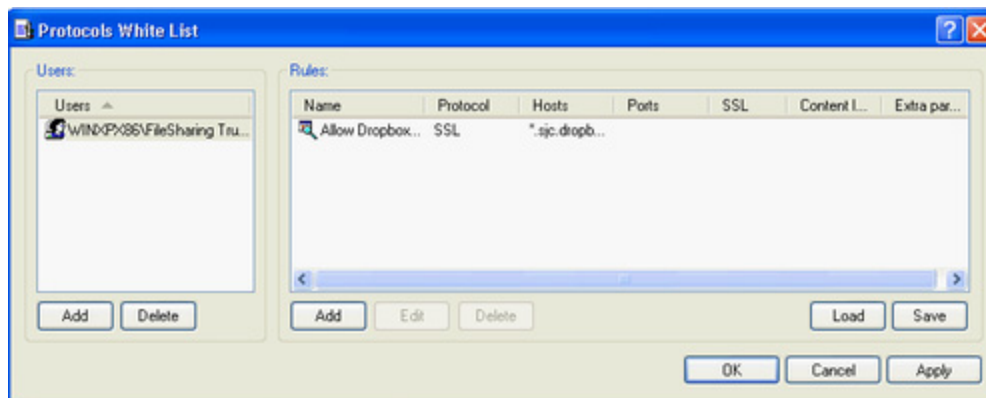 Protocols White List
Users: Rules:
Users Name Protocol Hosts Ports SSL Content I... Extra par...
WINXPX86\FileSharing Tru... Allow Dropbox... SSL *.sjc.dropb...
Add Delete Add Edit Delete Load Save
OK Cancel Apply